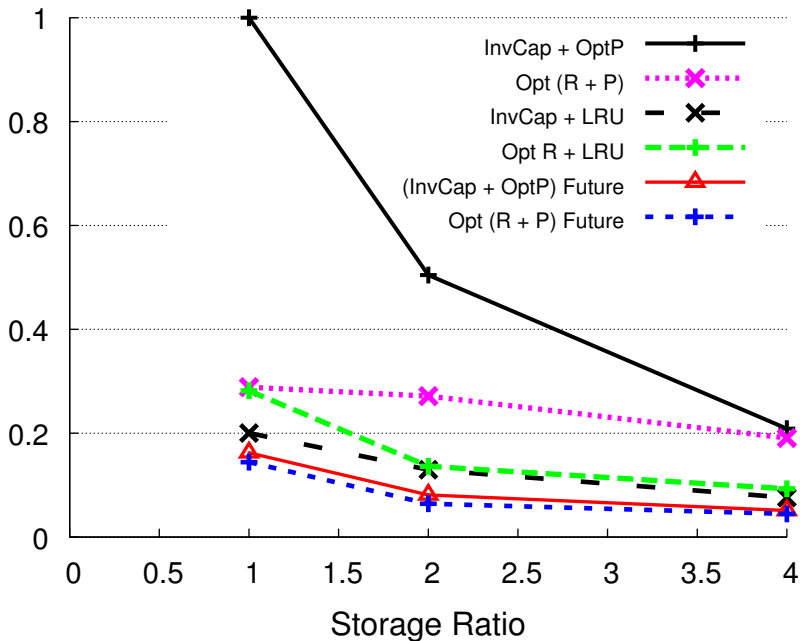 1
0.8
0.6
0.4
0.2
0
InvCap + OptP
Opt (R + P)
InvCap + LRU
Opt R + LRU
(InvCap + OptP) Future
Opt (R + P) Future
0 0.5 1 1.5 2 2.5 3 3.5 4
Storage Ratio